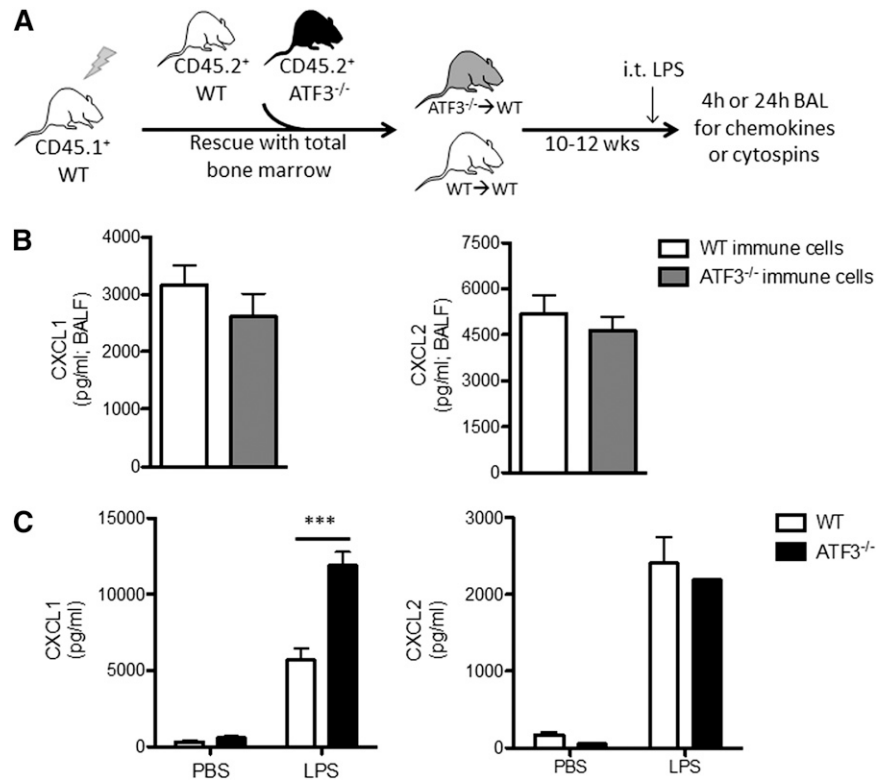 A
CD45.1⁺
WT
CD45.2⁺
WT
CD45.2⁺
ATF3⁻/⁻
Rescue with total
bone marrow
ATF3⁻/⁻→WT
WT→WT
i.t. LPS
10-12 wks
4h or 24h BAL
for chemokines
or cytospins
B
CXCL1
(pg/ml; BALF)
4000
3000
2000
1000
0
CXCL2
(pg/ml; BALF)
7500
6000
4500
3000
1500
0
WT immune cells
ATF3⁻/⁻ immune cells
C
CXCL1
(pg/ml)
15000
10000
5000
0
***
PBS
LPS
CXCL2
(pg/ml)
3000
2000
1000
0
PBS
LPS
WT
ATF3⁻/⁻